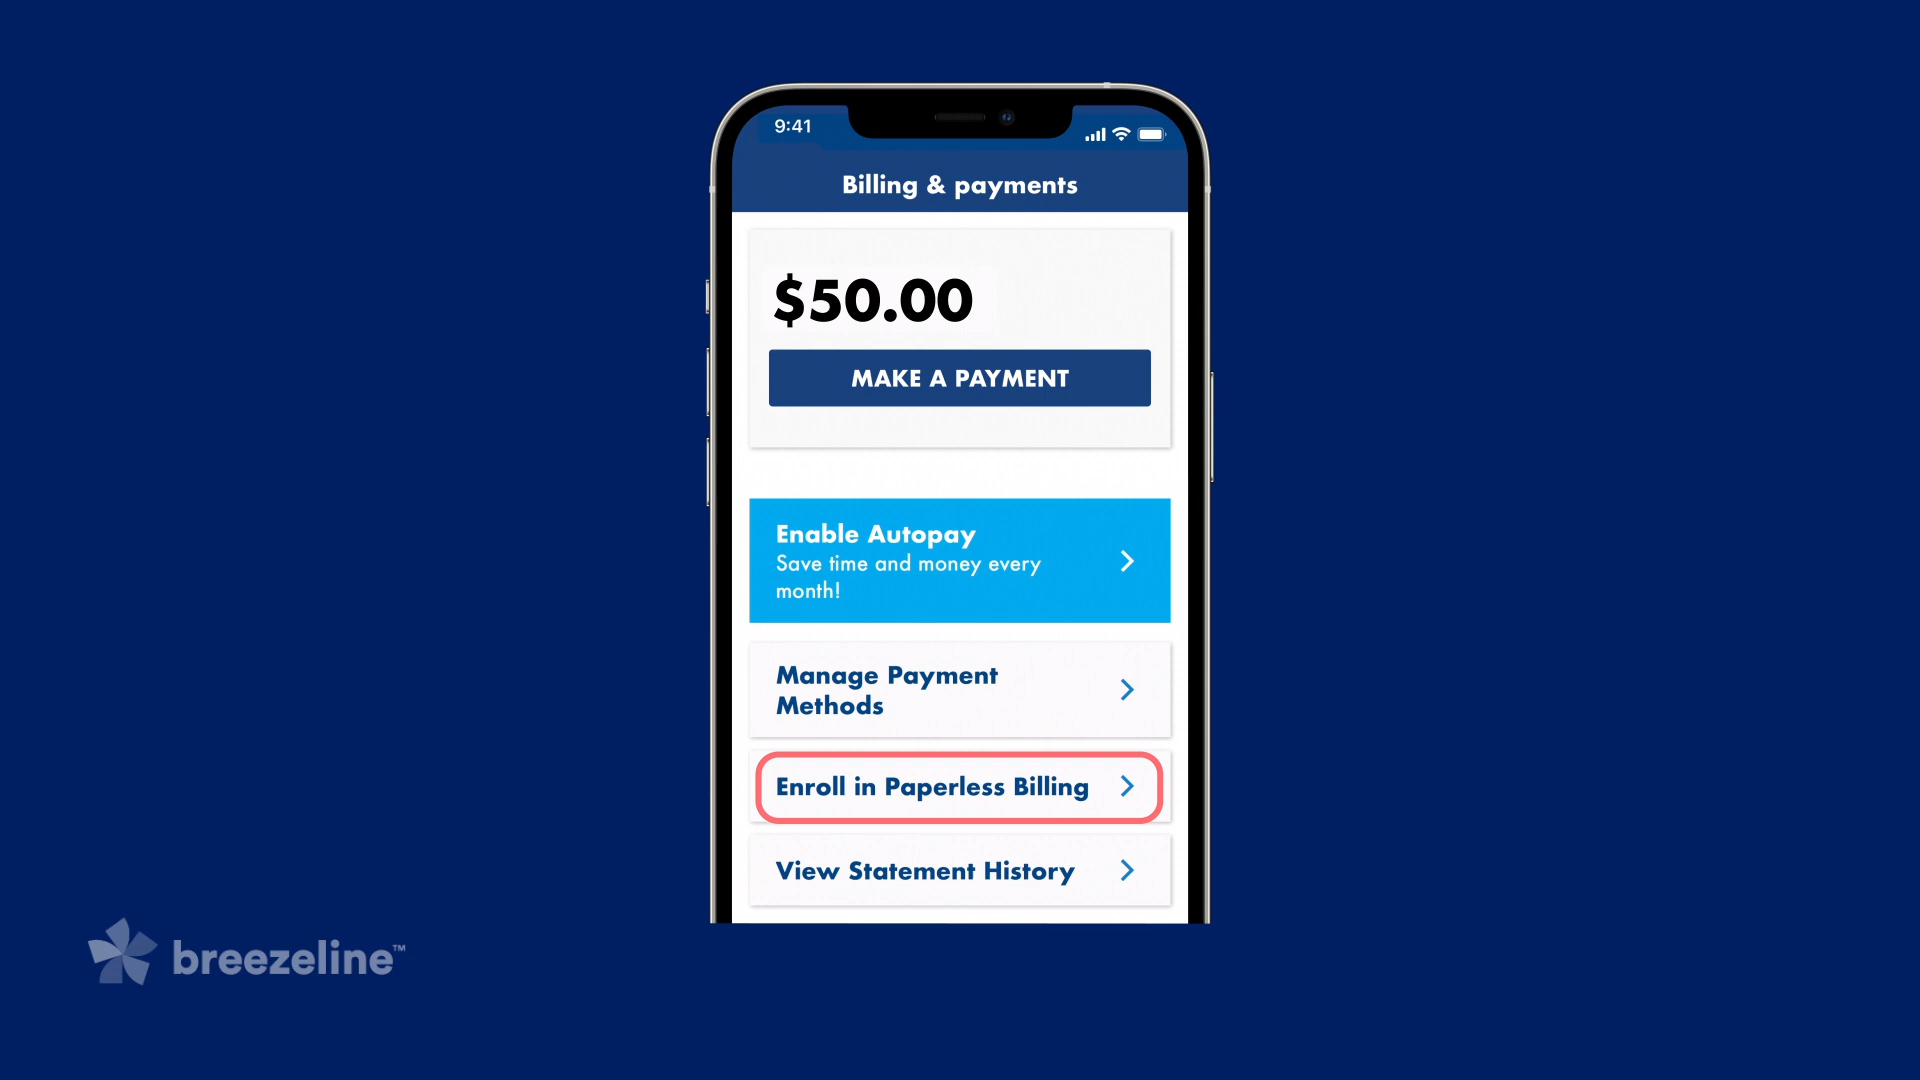 9:41
Billing & payments
$50.00
MAKE A PAYMENT
Enable Autopay
Save time and money every
month!
Manage Payment
Methods
Enroll in Paperless Billing
View Statement History
breezeline™